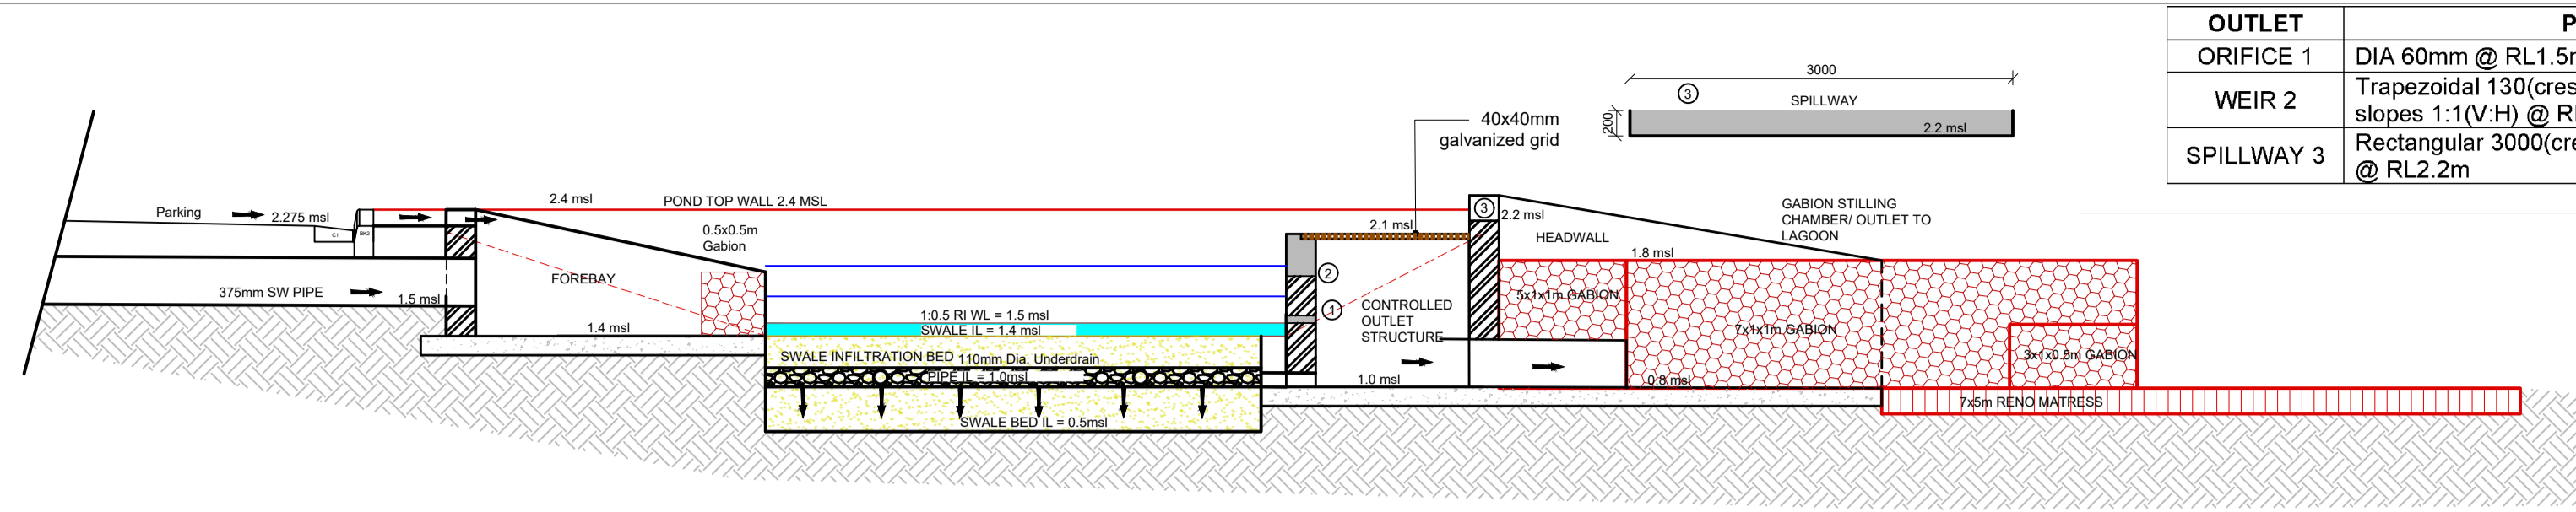 OUTLET
ORIFICE 1
DIA 60mm @ RL1.5
WEIR 2
Trapezoidal 130(cres
slopes 1:1(V:H) @ R
SPILLWAY 3
Rectangular 3000(cre
@ RL2.2m
3000
3
SPILLWAY
200
2.2 msl
40x40mm
galvanized grid
Parking
2.275 msl
C1
BK2
2.4 msl
POND TOP WALL 2.4 MSL
0.5x0.5m
Gabion
FOREBAY
375mm SW PIPE
1.5 msl
1.4 msl
1:0.5 RI WL = 1.5 msl
SWALE IL = 1.4 msl
SWALE INFILTRATION BED
110mm Dia. Underdrain
PIPE IL = 1.0msl
SWALE BED IL = 0.5msl
2.1 msl
2
1
CONTROLLED
OUTLET
STRUCTURE
1.0 msl
3
2.2 msl
HEADWALL
GABION STILLING
CHAMBER/ OUTLET TO
LAGOON
1.8 msl
5x1x1m GABION
7x1x1m GABION
3x1x0.5m GABION
0.8 msl
7x5m RENO MATRESS